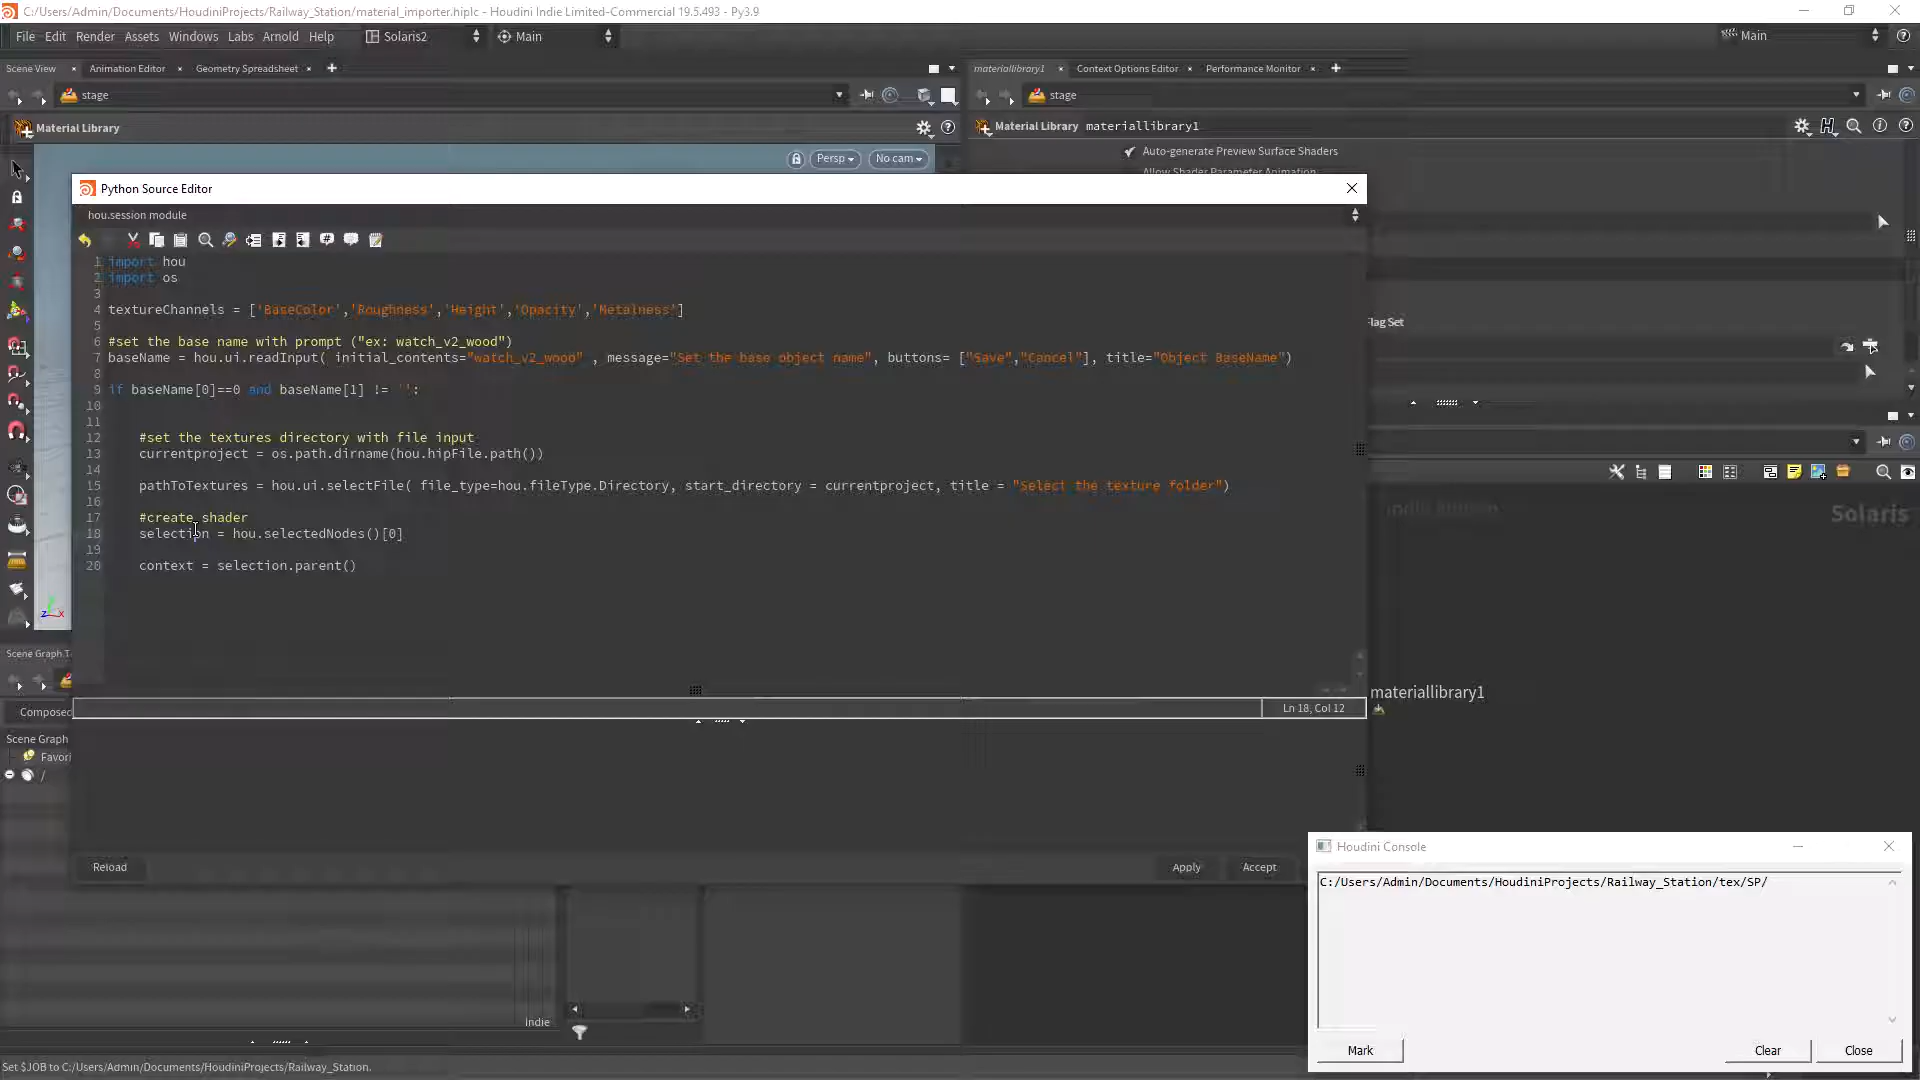 C:/Users/Admin/Documents/HoudiniProjects/Railway_Station/material_importer.hiplc - Houdini Indie Limited-Commercial 19.5.493 - Py3.9
File Edit Render Assets Windows Labs Arnold Help Solaris2 Main Main
Scene View Animation Editor Geometry Spreadsheet materiallibrary1 Context Options Editor Performance Monitor
stage stage
Material Library Material Library materiallibrary1
Auto-generate Preview Surface Shaders
Persp No cam
Allow Shader Parameter Animation
Python Source Editor
hou.session module
1 import hou
2 import os
3
4 textureChannels = ['BaseColor','Roughness','Height','Opacity','Metalness']
5
6 #set the base name with prompt ("ex: watch_v2_wood")
7 baseName = hou.ui.readInput( initial_contents="watch_v2_wood" , message="Set the base object name", buttons= ["Save","Cancel"], title="Object BaseName")
8
9 if baseName[0]==0 and baseName[1] != '':
10
11
12 #set the textures directory with file input
13 currentproject = os.path.dirname(hou.hipFile.path())
14
15 pathToTextures = hou.ui.selectFile( file_type=hou.fileType.Directory, start_directory = currentproject, title = "Select the texture folder")
16
17 #create shader
18 selection = hou.selectedNodes()[0]
19
20 context = selection.parent()
Flag Set
Indie Edition
Solaris
materiallibrary1
Ln 18, Col 12
Scene Graph T
Composed
Scene Graph
Favor
/
Reload Apply Accept
Indie
Houdini Console
C:/Users/Admin/Documents/HoudiniProjects/Railway_Station/tex/SP/
Mark Clear Close
Set $JOB to C:/Users/Admin/Documents/HoudiniProjects/Railway_Station.